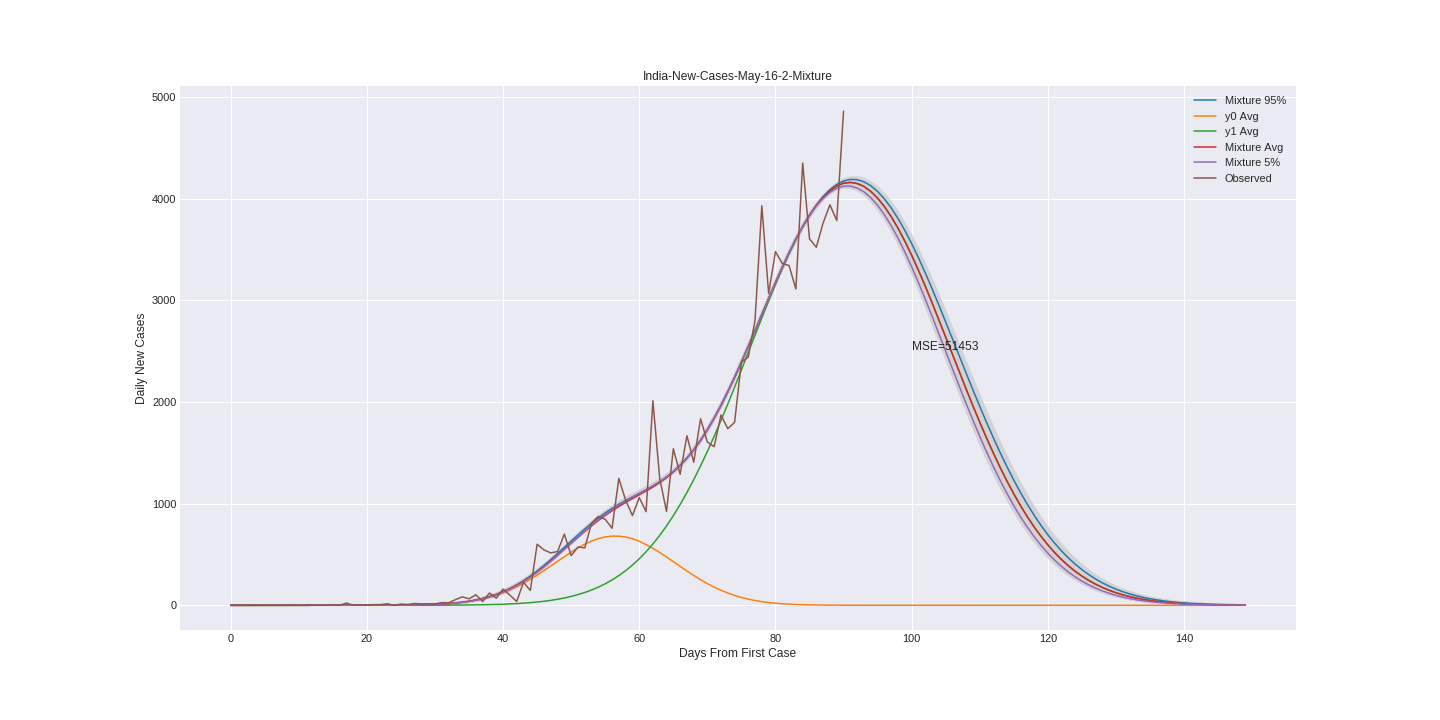 India-New-Cases-May-16-2-Mixture
5000
4000
3000
2000
1000
0
Daily New Cases
Mixture 95%
y0 Avg
y1 Avg
Mixture Avg
Mixture 5%
Observed
MSE=51453
0 20 40 60 80 100 120 140
Days From First Case